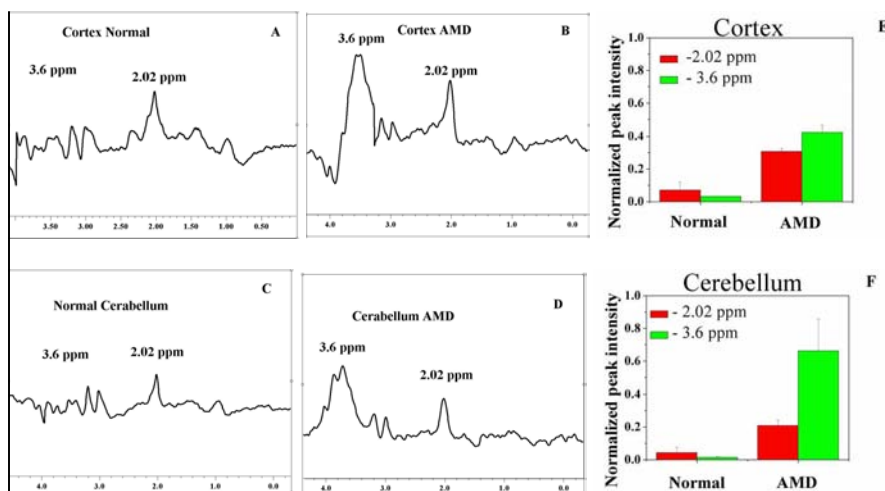 Cortex Normal
A
3.6 ppm
2.02 ppm
3.50 3.00 2.50 2.00 1.50 1.00 0.50
Cortex AMD
B
3.6 ppm
2.02 ppm
4.0 3.0 2.0 1.0 0.0
Cortex
E
Normalized peak intensity
1.0
0.8
0.6
0.4
0.2
0.0
-2.02 ppm
- 3.6 ppm
Normal AMD
Normal Cerabellum
C
3.6 ppm
2.02 ppm
4.0 3.0 2.0 1.0 0.0
Cerabellum AMD
D
3.6 ppm
2.02 ppm
4.0 3.0 2.0 1.0 0.0
Cerebellum
F
Normalized peak intensity
1.0
0.8
0.6
0.4
0.2
0.0
- 2.02 ppm
- 3.6 ppm
Normal AMD